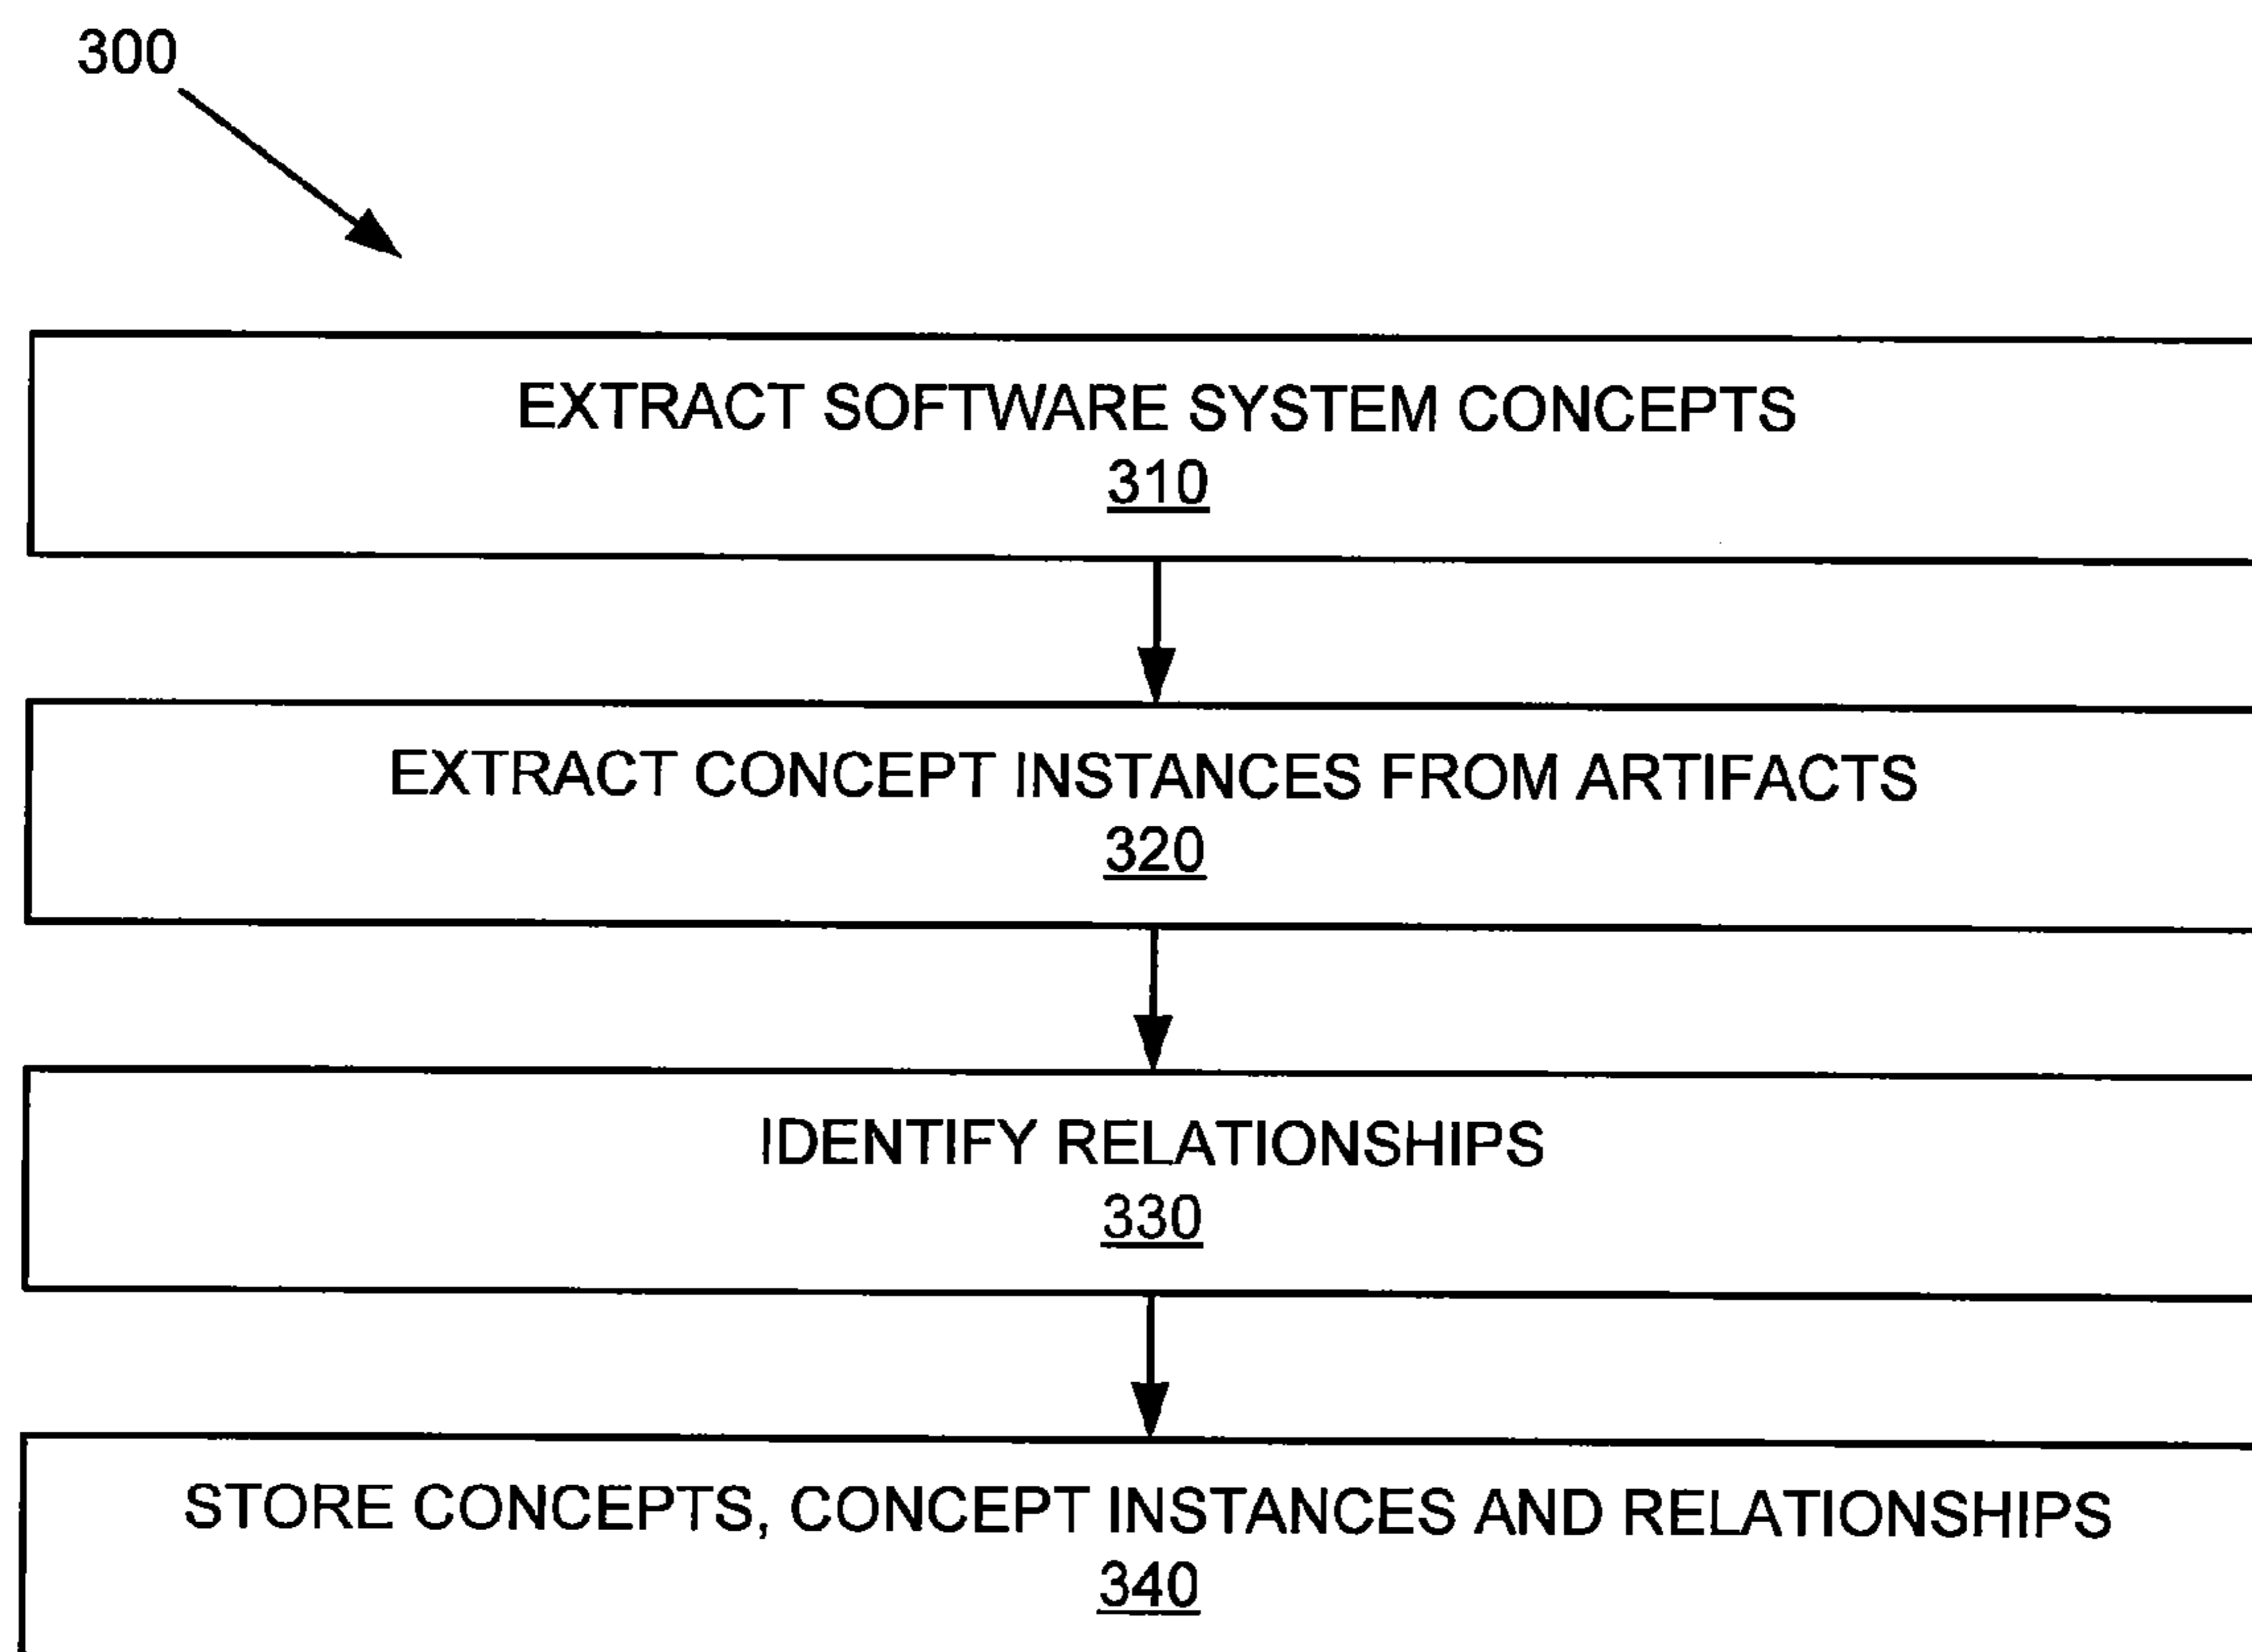 300
EXTRACT SOFTWARE SYSTEM CONCEPTS
310
EXTRACT CONCEPT INSTANCES FROM ARTIFACTS
320
IDENTIFY RELATIONSHIPS
330
STORE CONCEPTS, CONCEPT INSTANCES AND RELATIONSHIPS
340